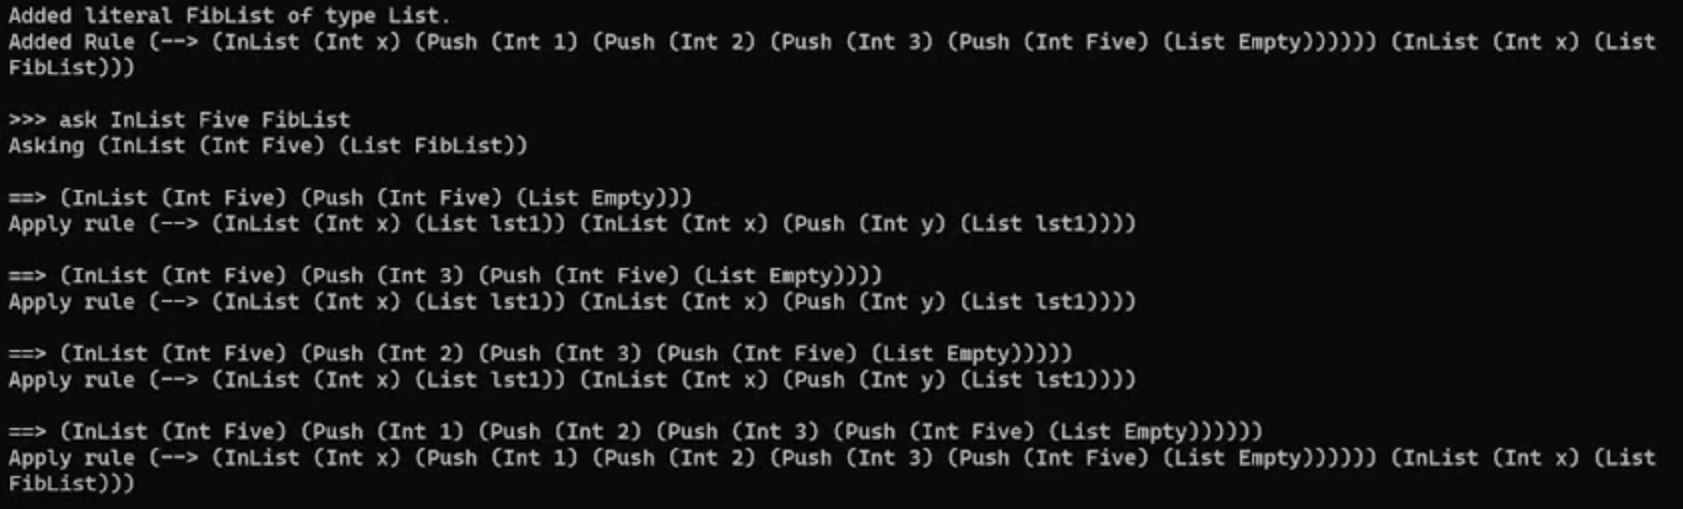 Added literal FibList of type List.
Added Rule (--> (InList (Int x) (Push (Int 1) (Push (Int 2) (Push (Int 3) (Push (Int Five) (List Empty)))))) (InList (Int x) (List
FibList)))
>>> ask InList Five FibList
Asking (InList (Int Five) (List FibList))
==> (InList (Int Five) (Push (Int Five) (List Empty)))
Apply rule (--> (InList (Int x) (List lst1)) (InList (Int x) (Push (Int y) (List lst1))))
==> (InList (Int Five) (Push (Int 3) (Push (Int Five) (List Empty))))
Apply rule (--> (InList (Int x) (List lst1)) (InList (Int x) (Push (Int y) (List lst1))))
==> (InList (Int Five) (Push (Int 2) (Push (Int 3) (Push (Int Five) (List Empty)))))
Apply rule (--> (InList (Int x) (List lst1)) (InList (Int x) (Push (Int y) (List lst1))))
==> (InList (Int Five) (Push (Int 1) (Push (Int 2) (Push (Int 3) (Push (Int Five) (List Empty))))))
Apply rule (--> (InList (Int x) (Push (Int 1) (Push (Int 2) (Push (Int 3) (Push (Int Five) (List Empty)))))) (InList (Int x) (List
FibList)))